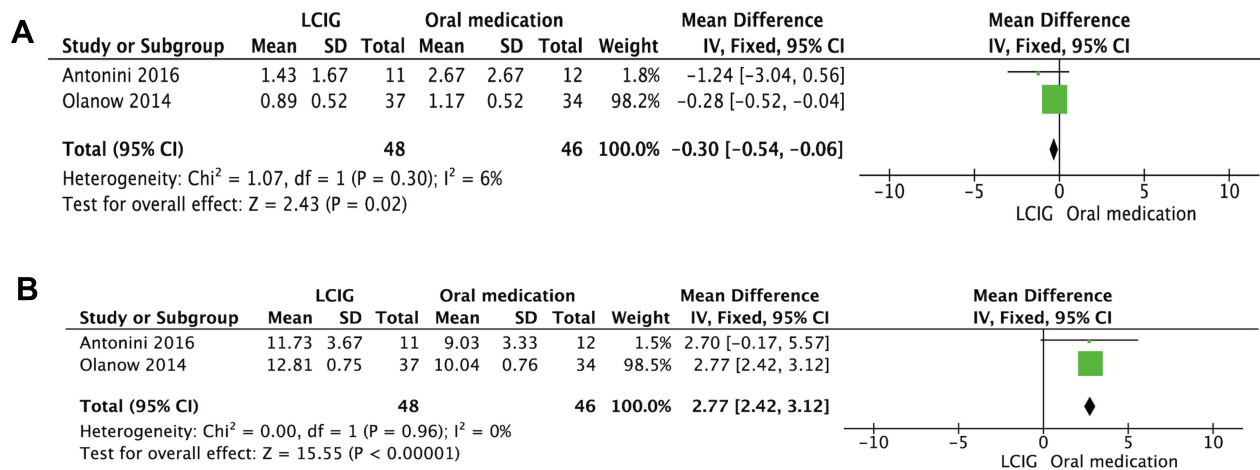 A
LCIG Oral medication Mean Difference Mean Difference
Study or Subgroup Mean SD Total Mean SD Total Weight IV, Fixed, 95% CI IV, Fixed, 95% CI
Antonini 2016 1.43 1.67 11 2.67 2.67 12 1.8% −1.24 [−3.04, 0.56]
Olanow 2014 0.89 0.52 37 1.17 0.52 34 98.2% −0.28 [−0.52, −0.04]
Total (95% CI) 48 46 100.0% −0.30 [−0.54, −0.06]
Heterogeneity: Chi² = 1.07, df = 1 (P = 0.30); I² = 6%
Test for overall effect: Z = 2.43 (P = 0.02)
−10 −5 0 5 10
LCIG Oral medication
B
LCIG Oral medication Mean Difference Mean Difference
Study or Subgroup Mean SD Total Mean SD Total Weight IV, Fixed, 95% CI IV, Fixed, 95% CI
Antonini 2016 11.73 3.67 11 9.03 3.33 12 1.5% 2.70 [−0.17, 5.57]
Olanow 2014 12.81 0.75 37 10.04 0.76 34 98.5% 2.77 [2.42, 3.12]
Total (95% CI) 48 46 100.0% 2.77 [2.42, 3.12]
Heterogeneity: Chi² = 0.00, df = 1 (P = 0.96); I² = 0%
Test for overall effect: Z = 15.55 (P < 0.00001)
−10 −5 0 5 10
LCIG Oral medication